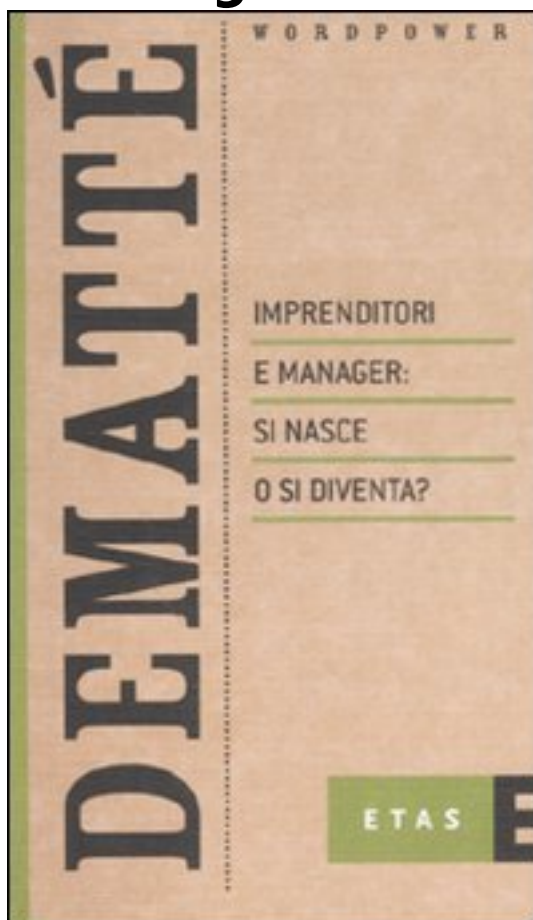 WORDPOWER
DEMATTÉ
IMPRENDITORI
E MANAGER:
SI NASCE
O SI DIVENTA?
ETAS
E